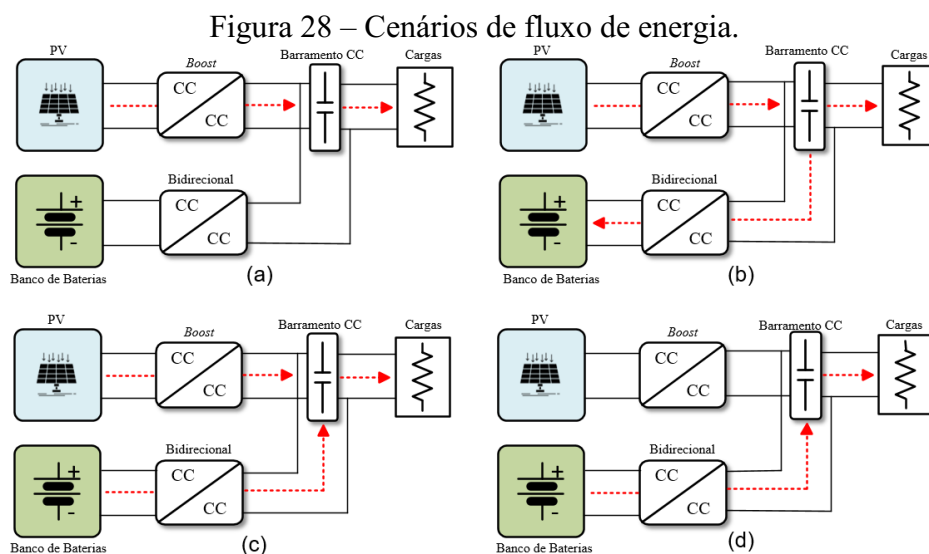 Figura 28 – Cenários de fluxo de energia.
PV
Boost
Barramento CC
Cargas
CC
CC
Bidirecional
CC
CC
+
-
Banco de Baterias
(a)
PV
Boost
Barramento CC
Cargas
CC
CC
Bidirecional
CC
CC
+
-
Banco de Baterias
(b)
PV
Boost
Barramento CC
Cargas
CC
CC
Bidirecional
CC
CC
+
-
Banco de Baterias
(c)
PV
Boost
Barramento CC
Cargas
CC
CC
Bidirecional
CC
CC
+
-
Banco de Baterias
(d)